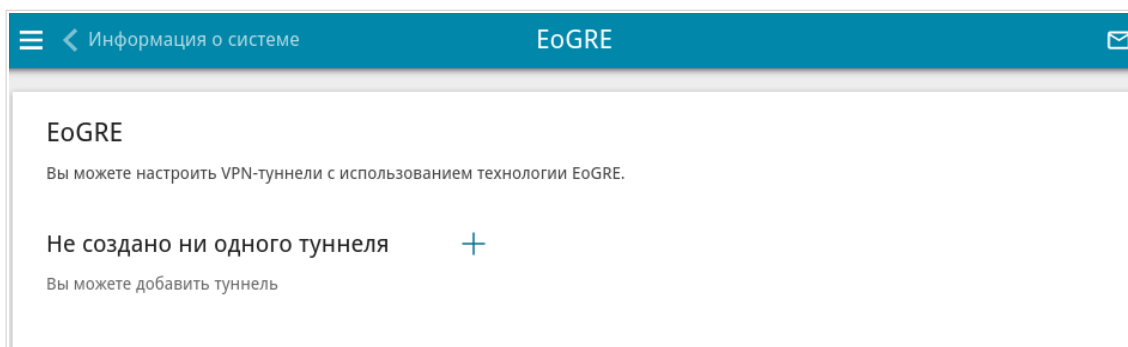 Информация о системе
EoGRE
EoGRE
Вы можете настроить VPN-туннели с использованием технологии EoGRE.
Не создано ни одного туннеля
Вы можете добавить туннель